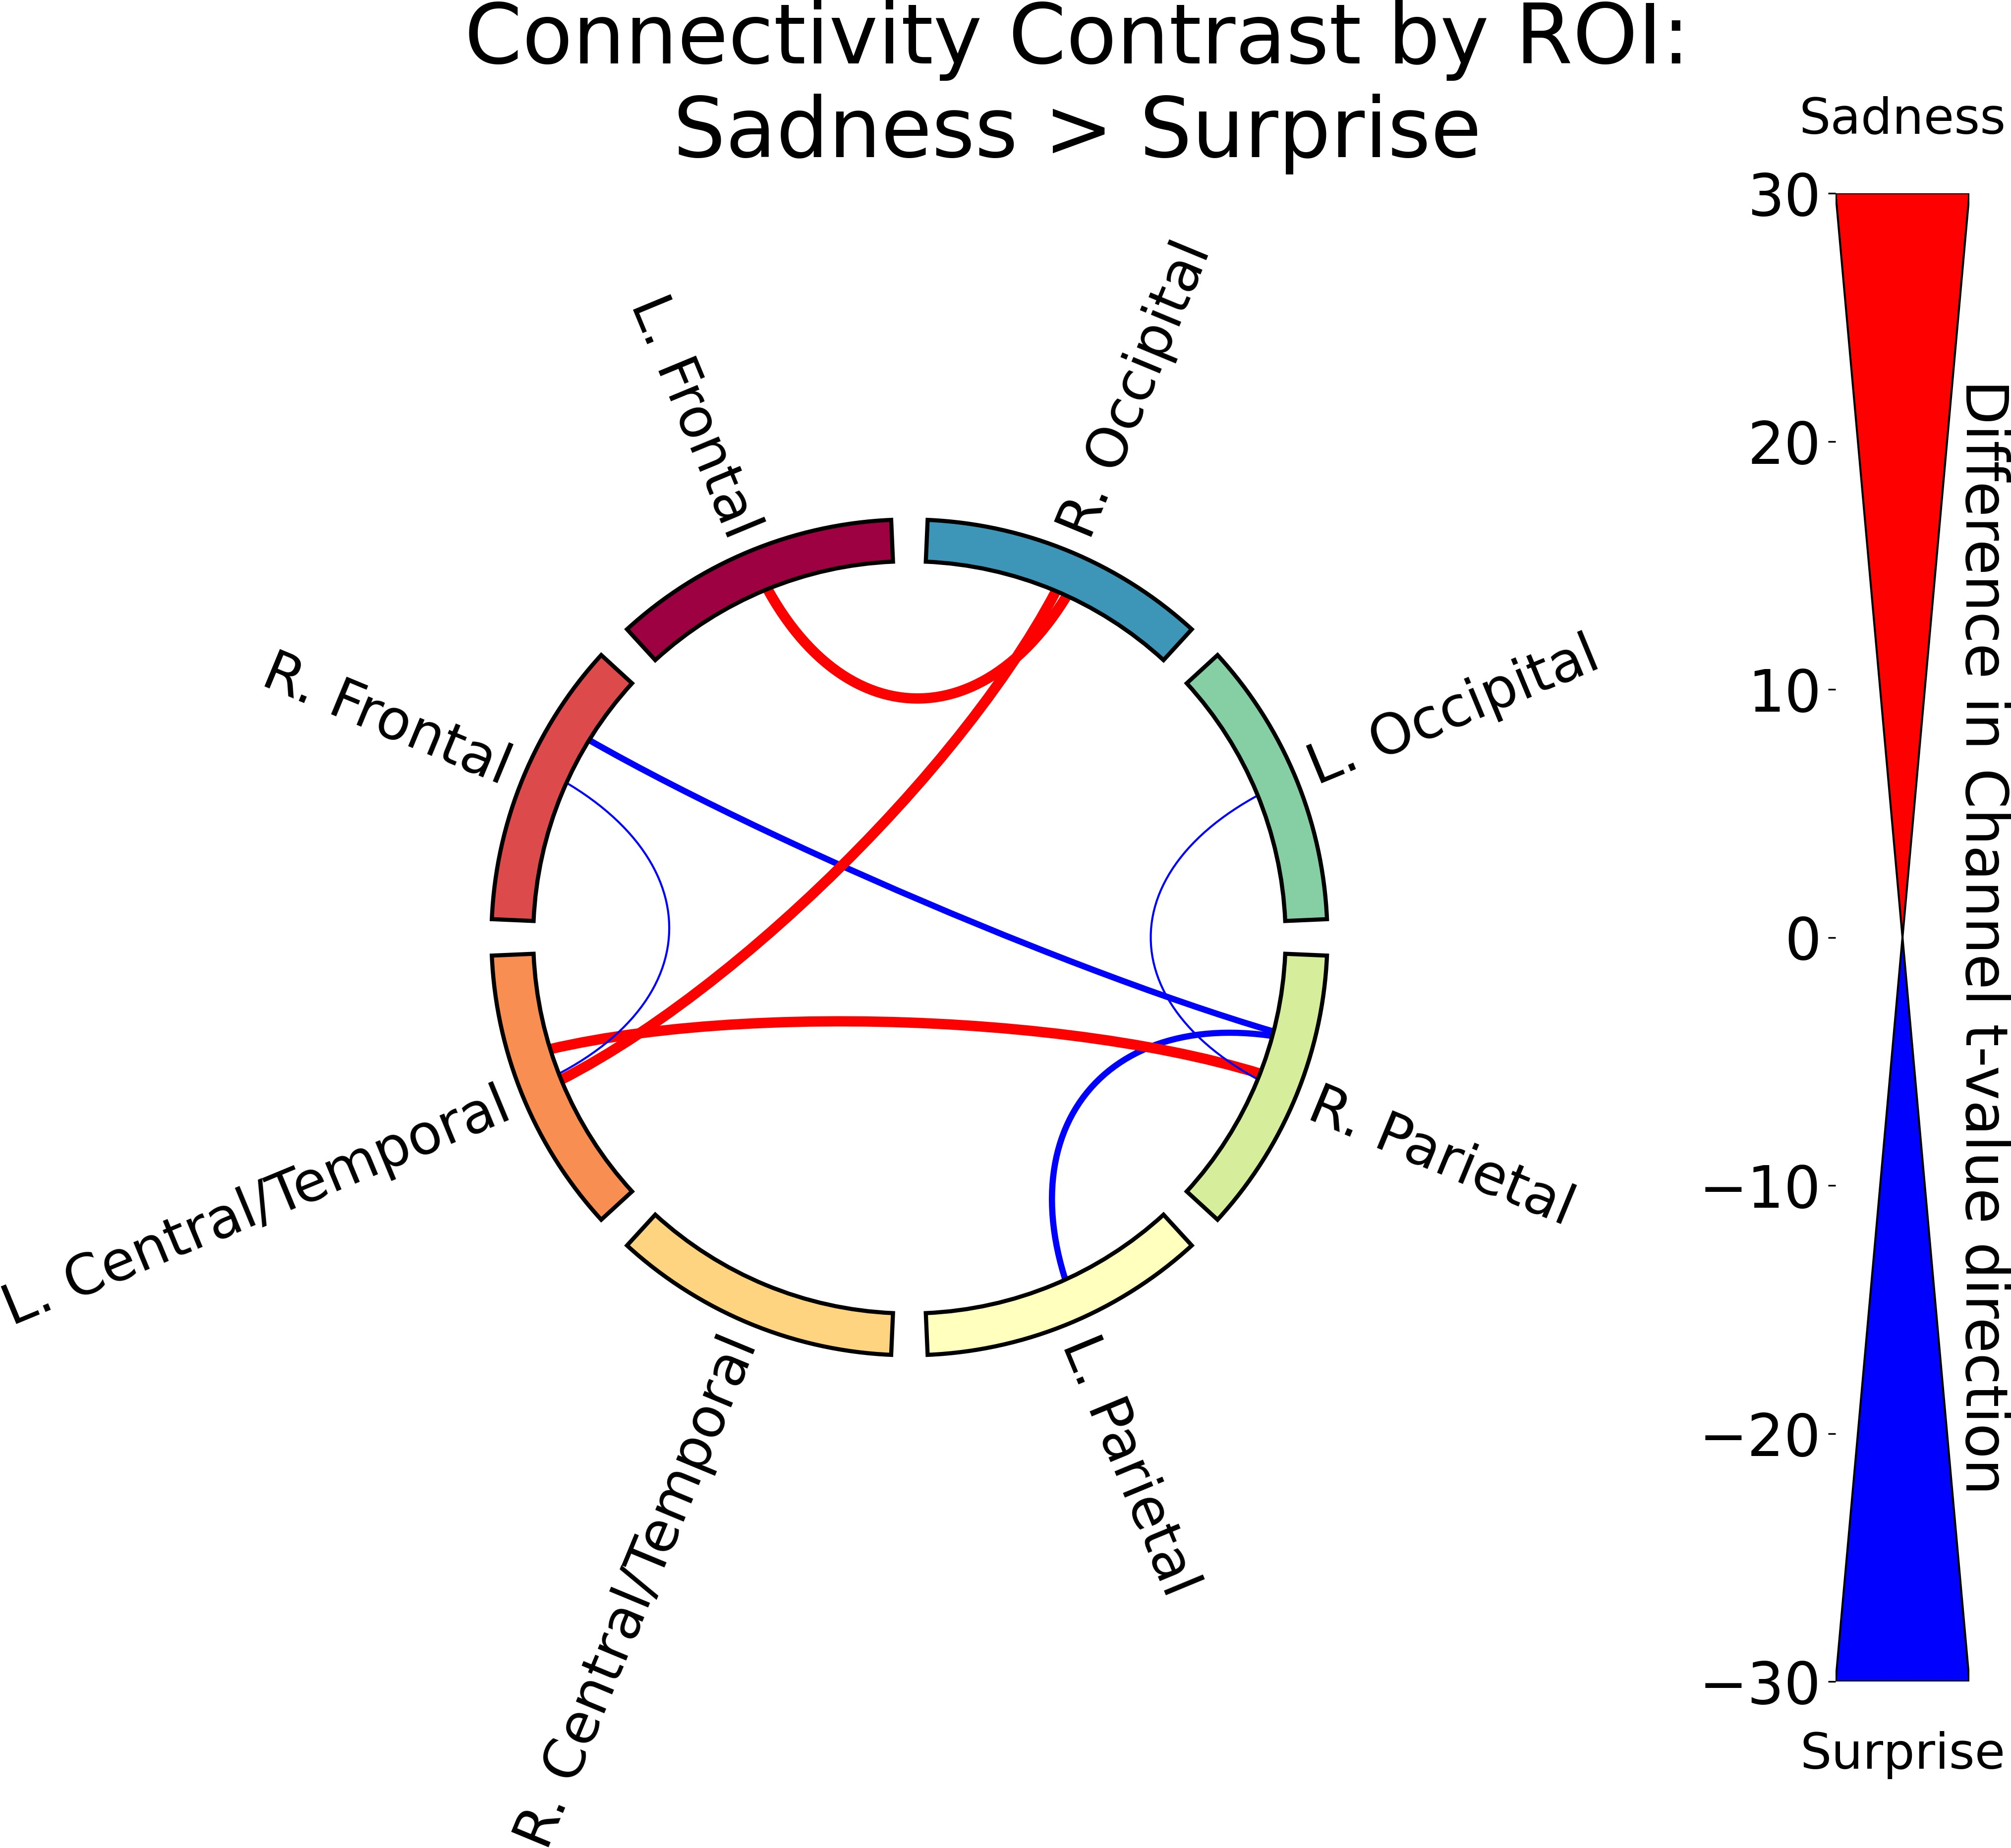 Connectivity Contrast by ROI:
Sadness > Surprise
Sadness
30
20
10
0
−10
−20
−30
Surprise
Difference in Channel t-value direction
L. Frontal
R. Occipital
R. Frontal
L. Occipital
L. Central/Temporal
R. Parietal
R. Central/Temporal
L. Parietal